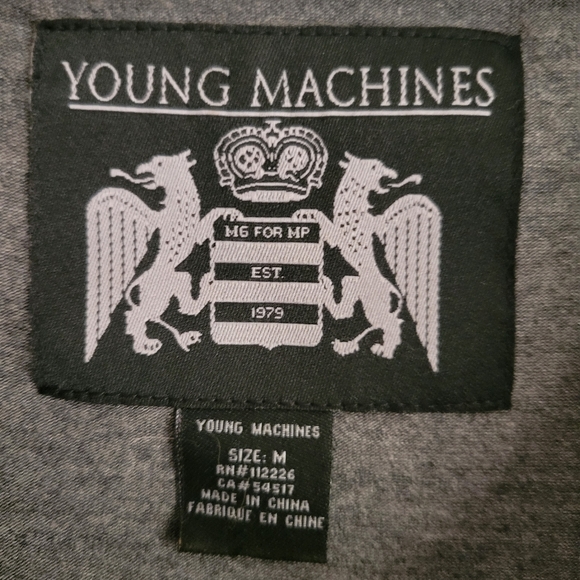 YOUNG MACHINES
M6 FOR MP
EST.
1979
YOUNG MACHINES
SIZE: M
RN#112226
CA#54517
MADE IN CHINA
FABRIQUE EN CHINE